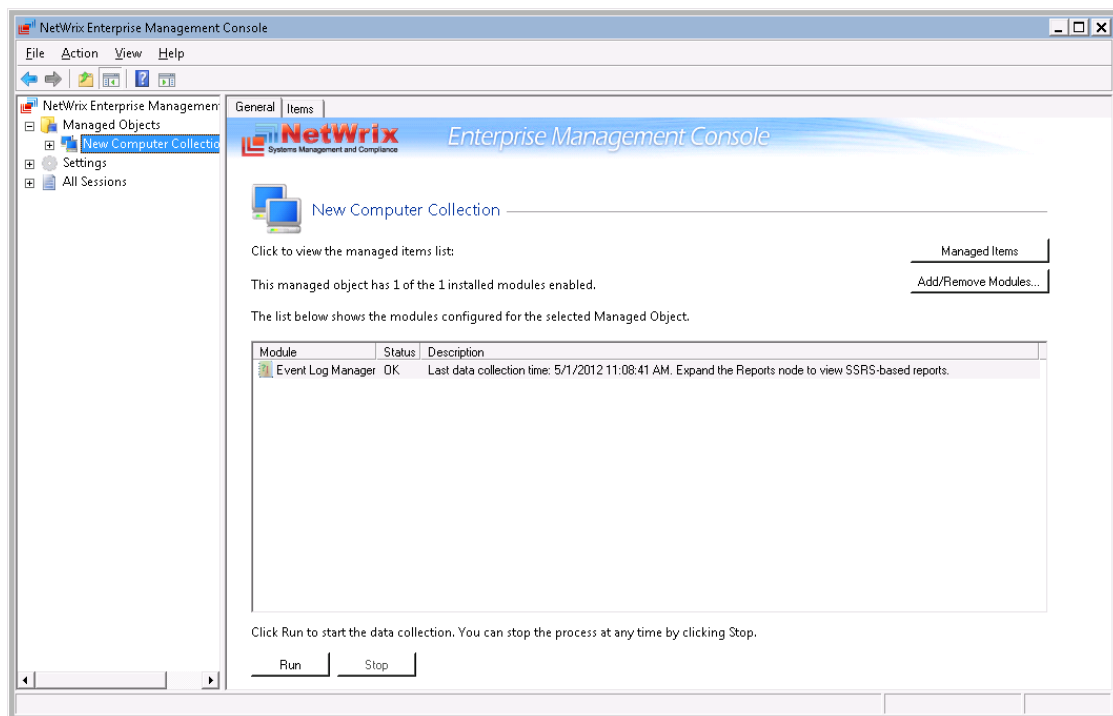 NetWrix Enterprise Management Console
File Action View Help
NetWrix Enterprise Managemen
Managed Objects
New Computer Collectio
Settings
All Sessions
General Items
NetWrix Enterprise Management Console
Systems Management and Compliance
New Computer Collection
Click to view the managed items list:
Managed Items
This managed object has 1 of the 1 installed modules enabled.
Add/Remove Modules...
The list below shows the modules configured for the selected Managed Object.
Module Status Description
Event Log Manager OK Last data collection time: 5/1/2012 11:08:41 AM. Expand the Reports node to view SSRS-based reports.
Click Run to start the data collection. You can stop the process at any time by clicking Stop.
Run Stop